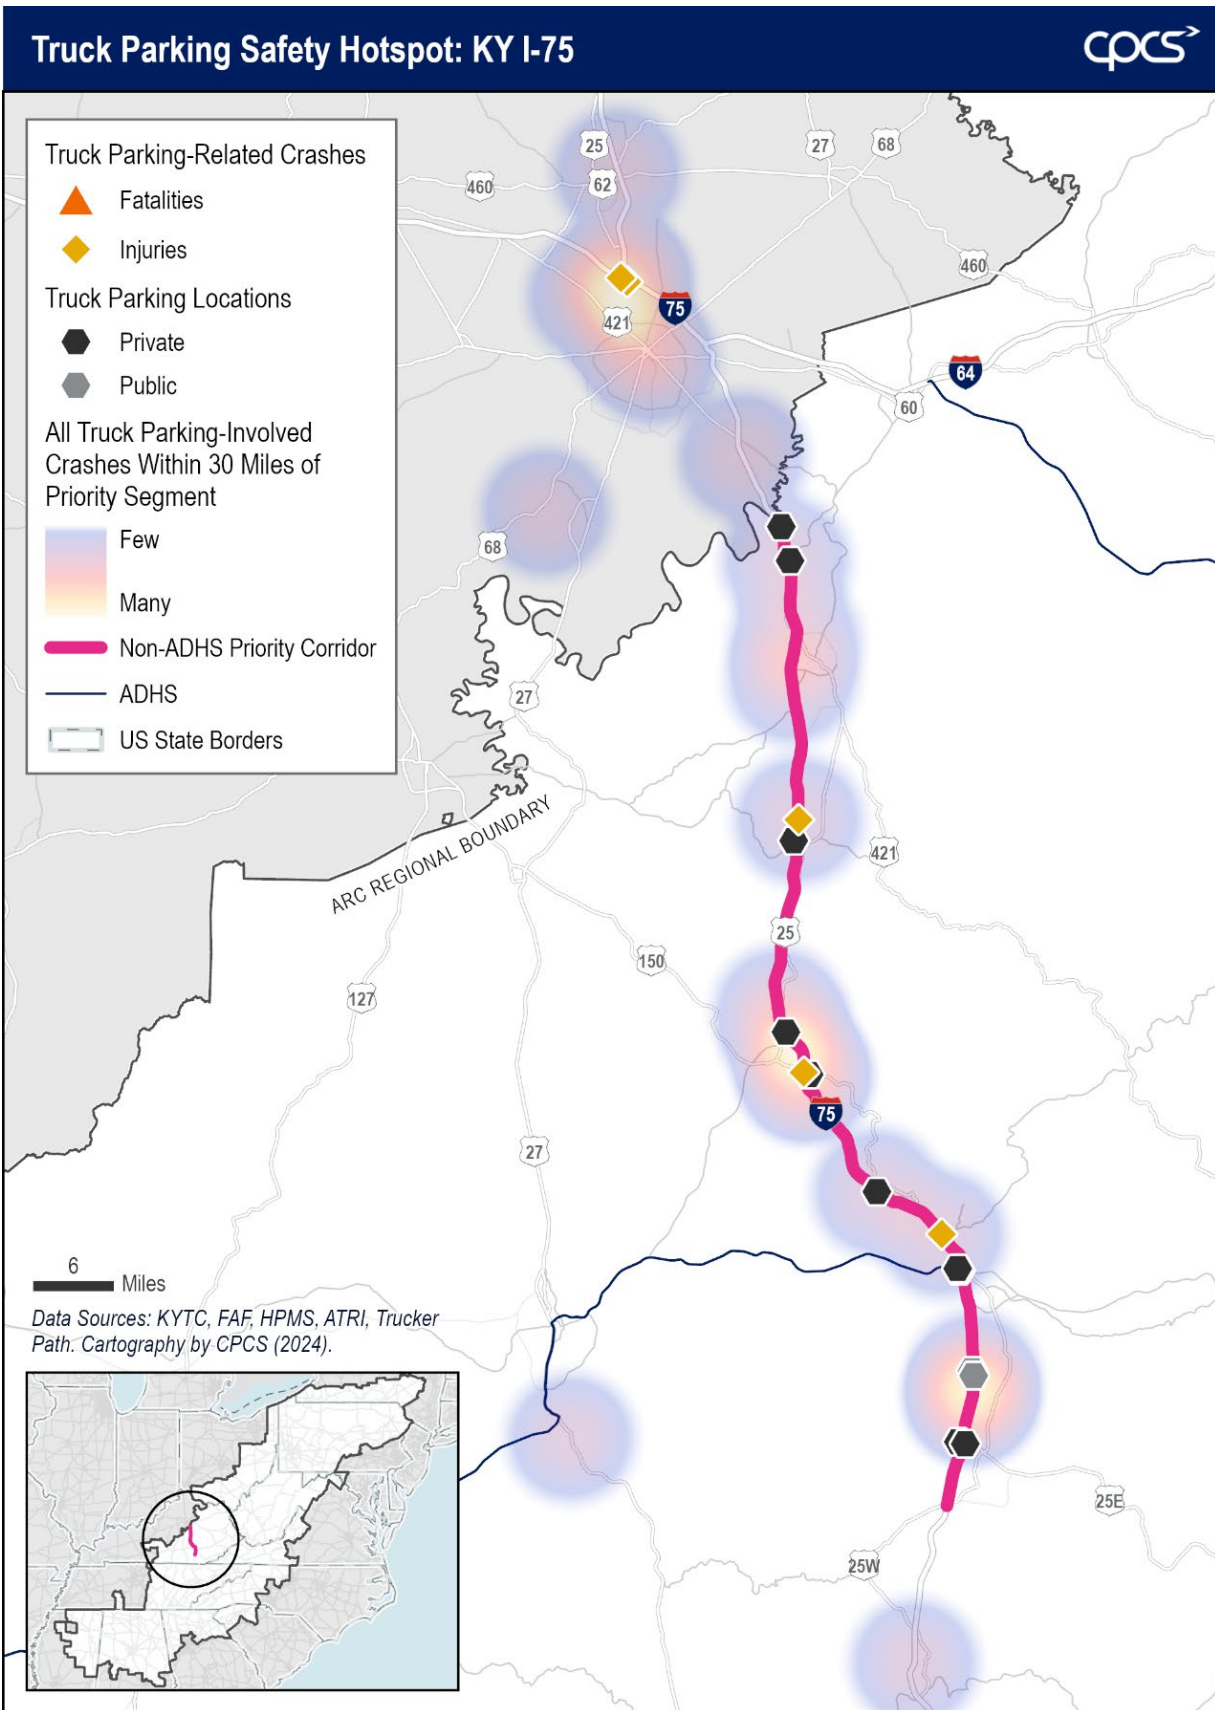 Truck Parking Safety Hotspot: KY I-75
cpcs
Truck Parking-Related Crashes
Fatalities
Injuries
Truck Parking Locations
Private
Public
All Truck Parking-Involved
Crashes Within 30 Miles of
Priority Segment
Few
Many
Non-ADHS Priority Corridor
ADHS
US State Borders
25
27
68
460
62
460
75
421
64
60
68
27
ARC REGIONAL BOUNDARY
421
25
150
127
75
27
6
Miles
Data Sources: KYTC, FAF, HPMS, ATRI, Trucker
Path. Cartography by CPCS (2024).
25E
25W